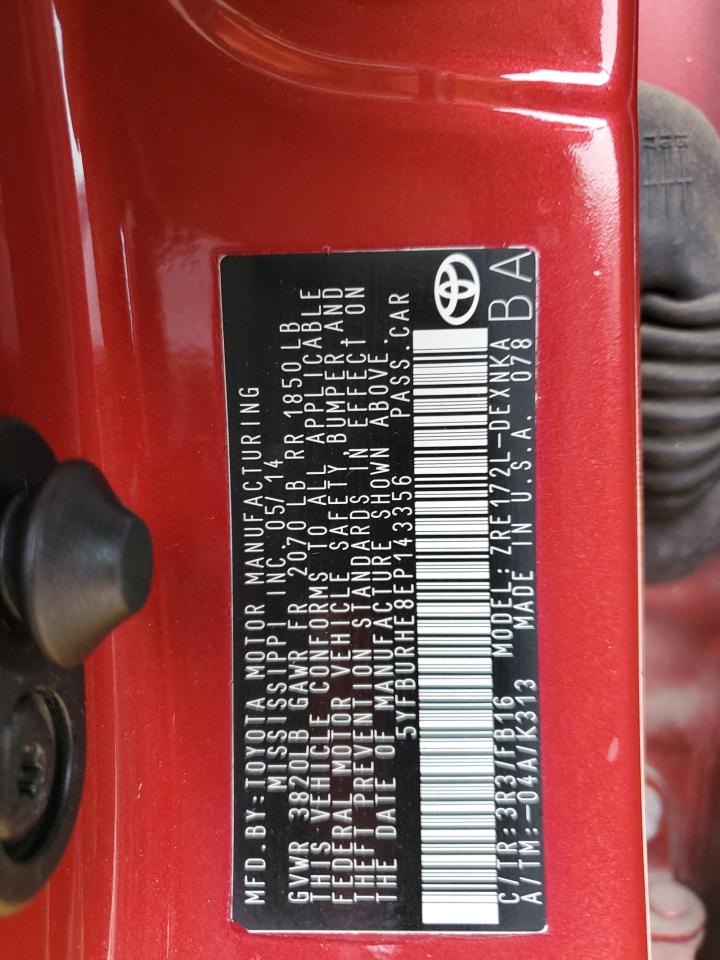 MFD.BY:TOYOTA MOTOR MANUFACTURING
MISSISSIPPI INC. 05/14
GVWR 3820LB GAWR FR 2070 LB RR 1850LB
THIS VEHICLE CONFORMS TO ALL APPLICABLE
FEDERAL MOTOR VEHICLE SAFETY, BUMPER,AND
THEFT PREVENTION STANDARDS IN EFFECT ON
THE DATE OF MANUFACTURE SHOWN ABOVE.
5YFBURHE8EP143356 PASS.CAR
C/TR:3R3/FB16 MODEL:ZRE172L-DEXNKA
A/TM:-04A/K313 MADE IN U.S.A. 078
BA